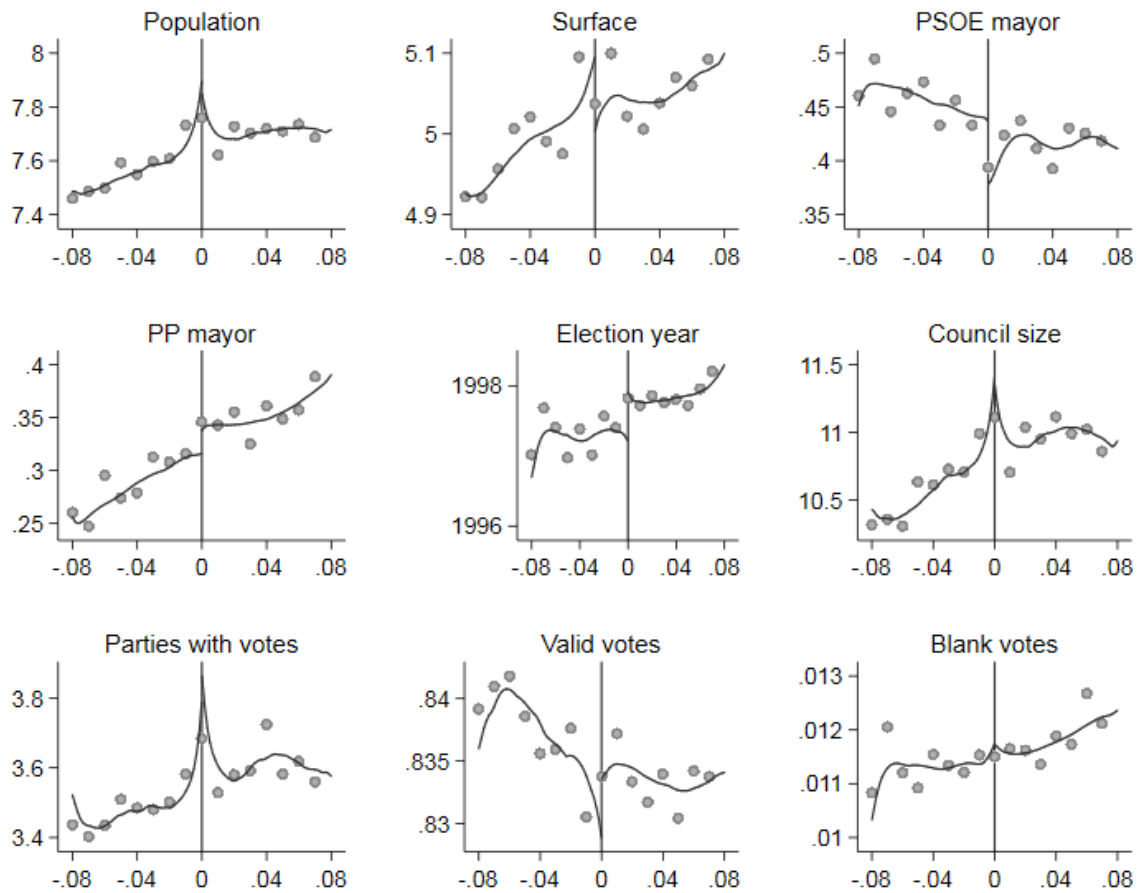 Population
8
7.8
7.6
7.4
-.08 -.04 0 .04 .08
Surface
5.1
5
4.9
-.08 -.04 0 .04 .08
PSOE mayor
.5
.45
.4
.35
-.08 -.04 0 .04 .08
PP mayor
.4
.35
.3
.25
-.08 -.04 0 .04 .08
Election year
1998
1996
-.08 -.04 0 .04 .08
Council size
11.5
11
10.5
-.08 -.04 0 .04 .08
Parties with votes
3.8
3.6
3.4
-.08 -.04 0 .04 .08
Valid votes
.84
.835
.83
-.08 -.04 0 .04 .08
Blank votes
.013
.012
.011
.01
-.08 -.04 0 .04 .08